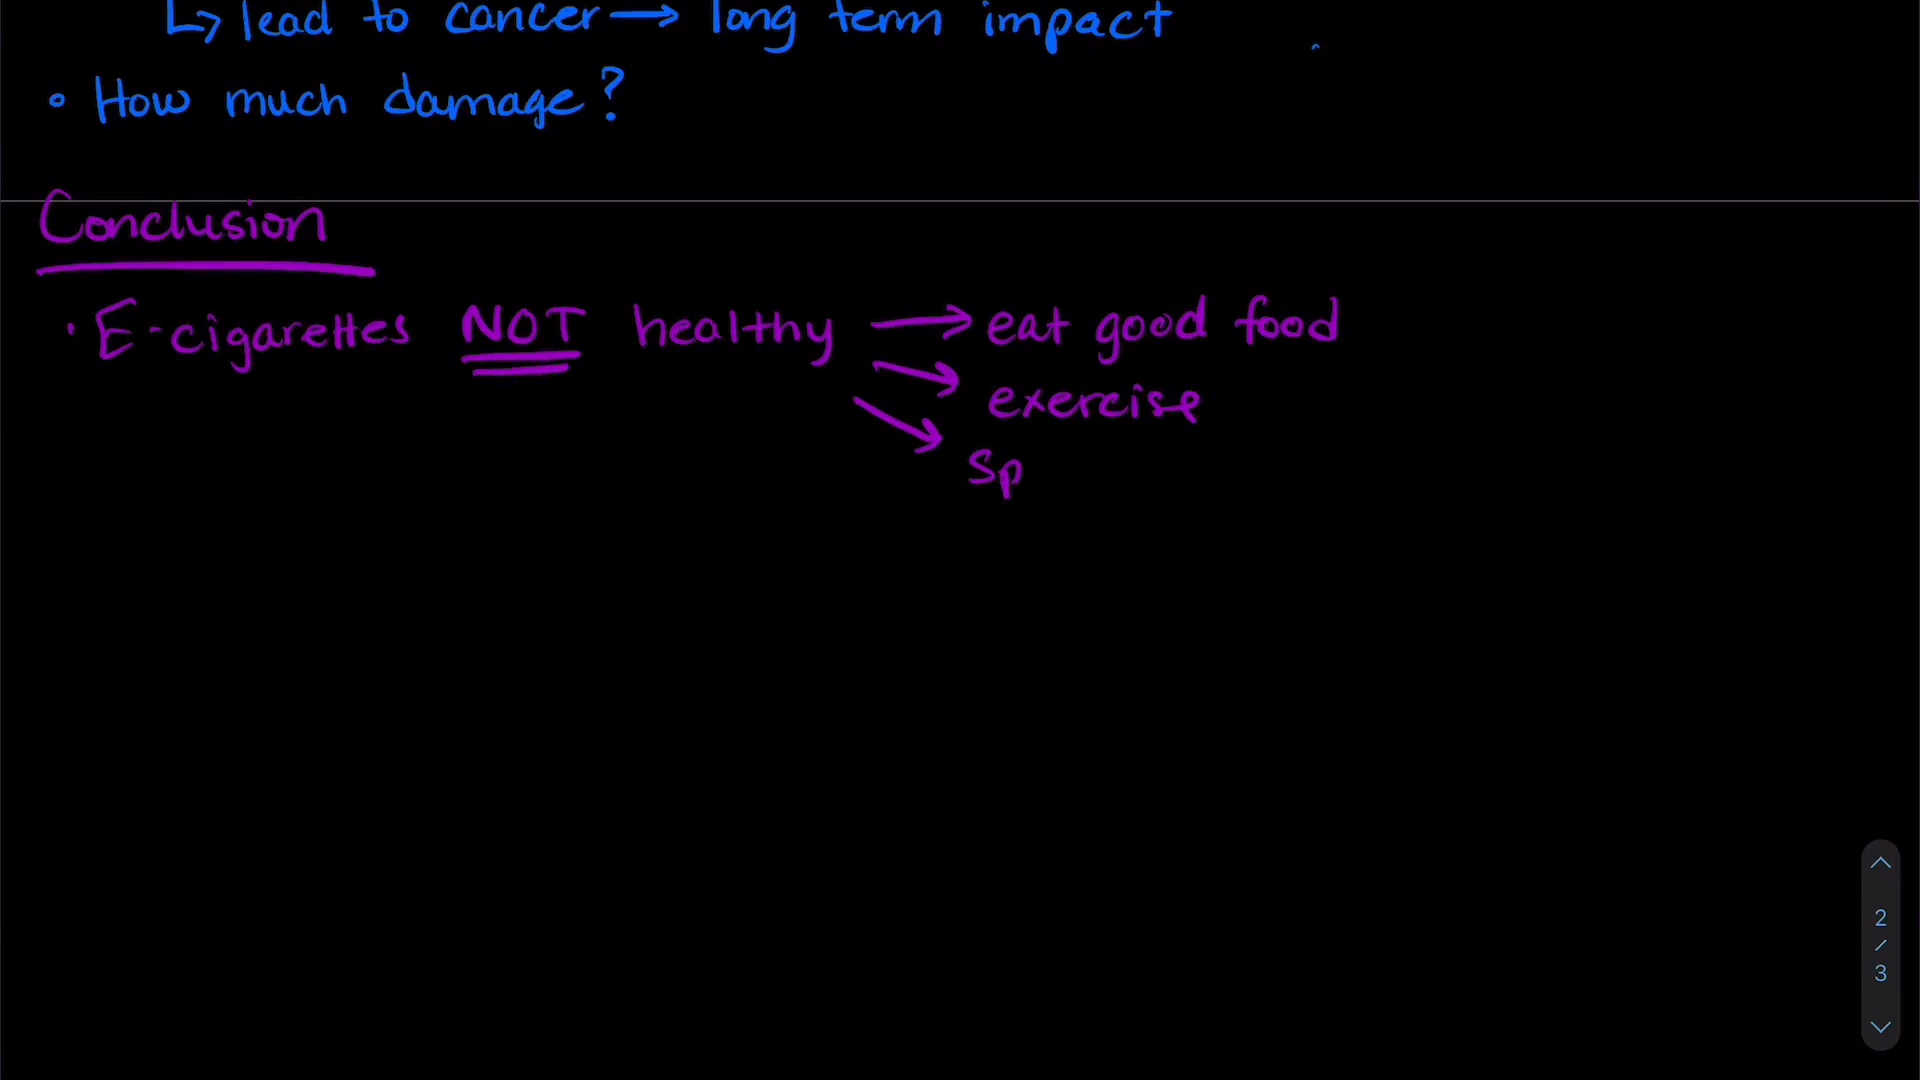 ↳ lead to cancer → long term impact
• How much damage?
Conclusion
• E-cigarettes NOT healthy → eat good food
→ exercise
→ Sp
2
/
3